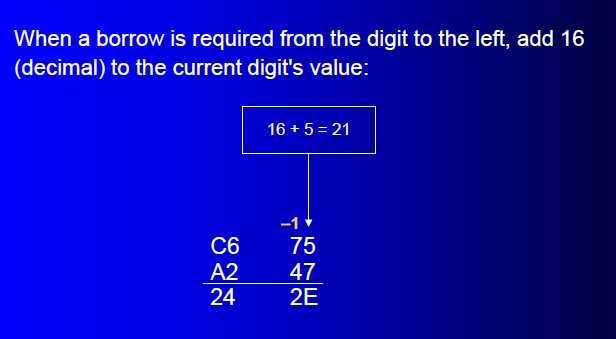 When a borrow is required from the digit to the left, add 16
(decimal) to the current digit's value:
16 + 5 = 21
–1
C6 75
A2 47
24 2E